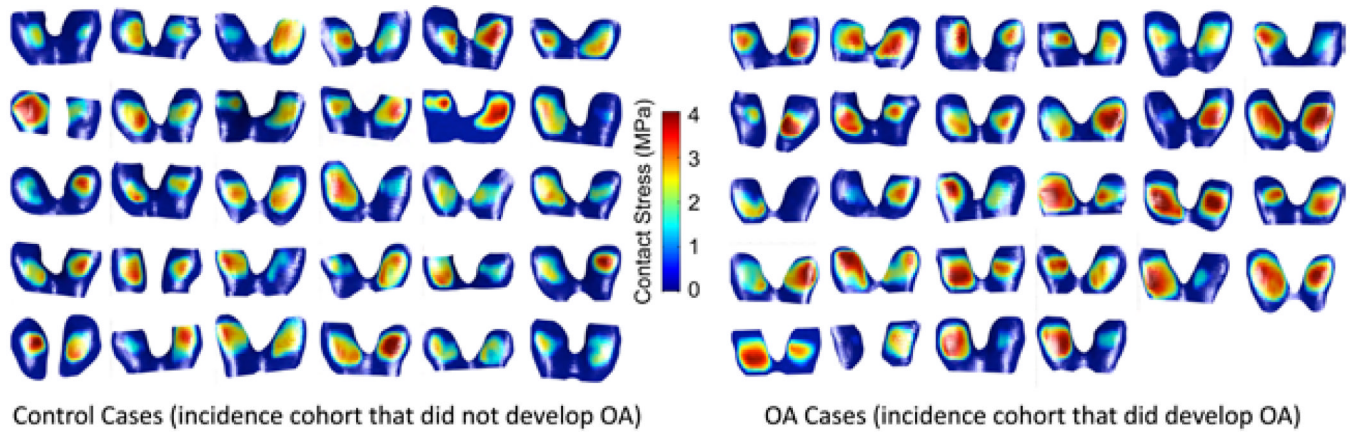 Contact Stress (MPa)
4
3
2
1
0
Control Cases (incidence cohort that did not develop OA)
OA Cases (incidence cohort that did develop OA)